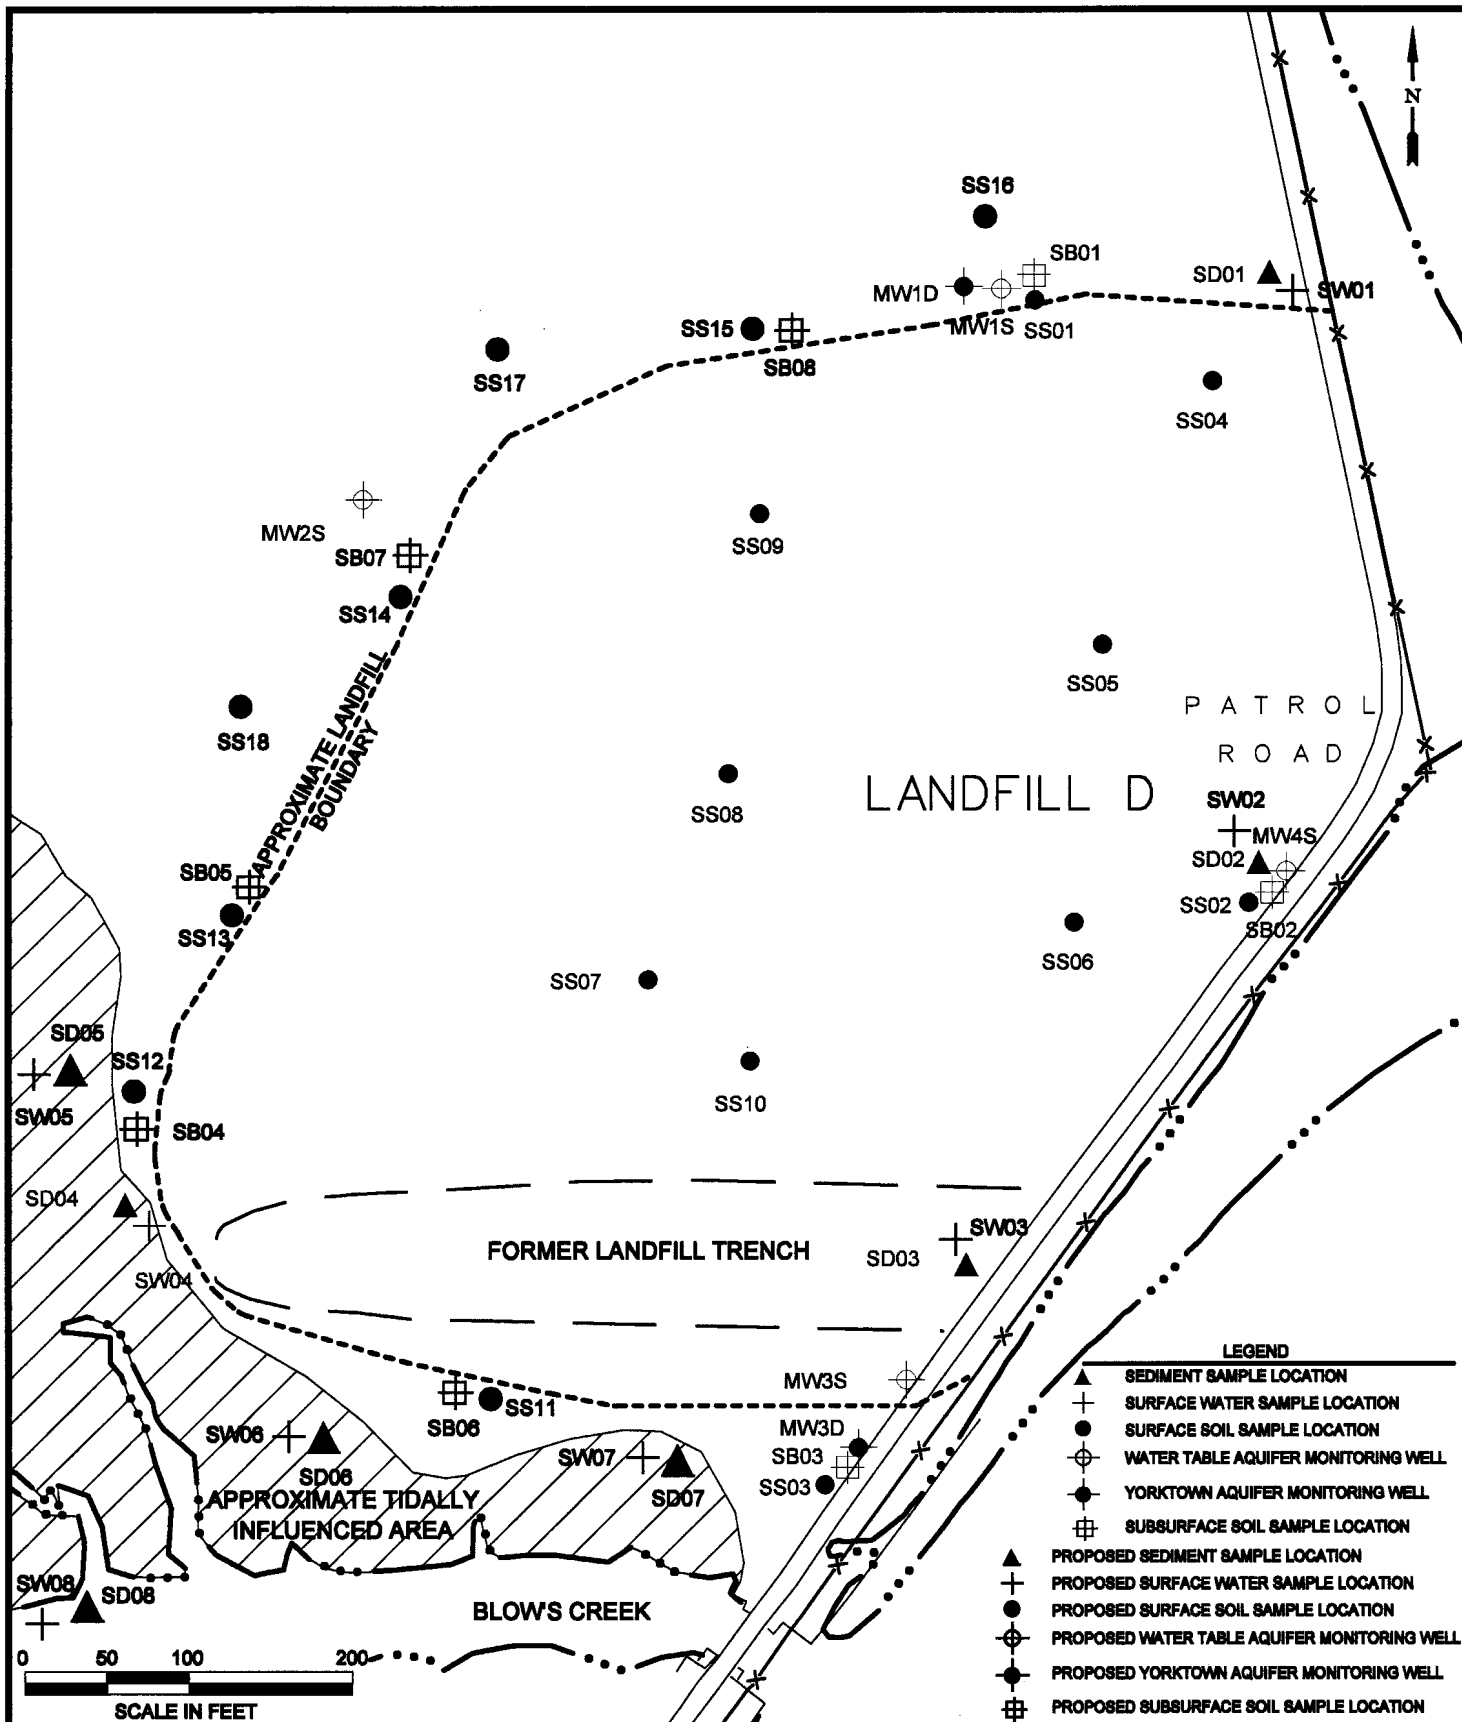 N
SS16
SB01
SD01
SW01
MW1D
MW1S
SS01
SS15
SB08
SS17
SS04
MW2S
SS09
SB07
SS14
SS05
SS18
APPROXIMATE LANDFILL
BOUNDARY
PATROL
ROAD
SS08
LANDFILL D
SW02
MW4S
SD02
SS02
SB02
SB05
SS13
SS06
SS07
SD05
SS12
SW05
SB04
SS10
SD04
SW04
SW03
SD03
FORMER LANDFILL TRENCH
MW3S
SB06
SS11
MW3D
SB03
SS03
SW06
SD06
SW07
SD07
APPROXIMATE TIDALLY
INFLUENCED AREA
SW08
SD08
BLOW'S CREEK
0 50 100 200
SCALE IN FEET
LEGEND
SEDIMENT SAMPLE LOCATION
SURFACE WATER SAMPLE LOCATION
SURFACE SOIL SAMPLE LOCATION
WATER TABLE AQUIFER MONITORING WELL
YORKTOWN AQUIFER MONITORING WELL
SUBSURFACE SOIL SAMPLE LOCATION
PROPOSED SEDIMENT SAMPLE LOCATION
PROPOSED SURFACE WATER SAMPLE LOCATION
PROPOSED SURFACE SOIL SAMPLE LOCATION
PROPOSED WATER TABLE AQUIFER MONITORING WELL
PROPOSED YORKTOWN AQUIFER MONITORING WELL
PROPOSED SUBSURFACE SOIL SAMPLE LOCATION